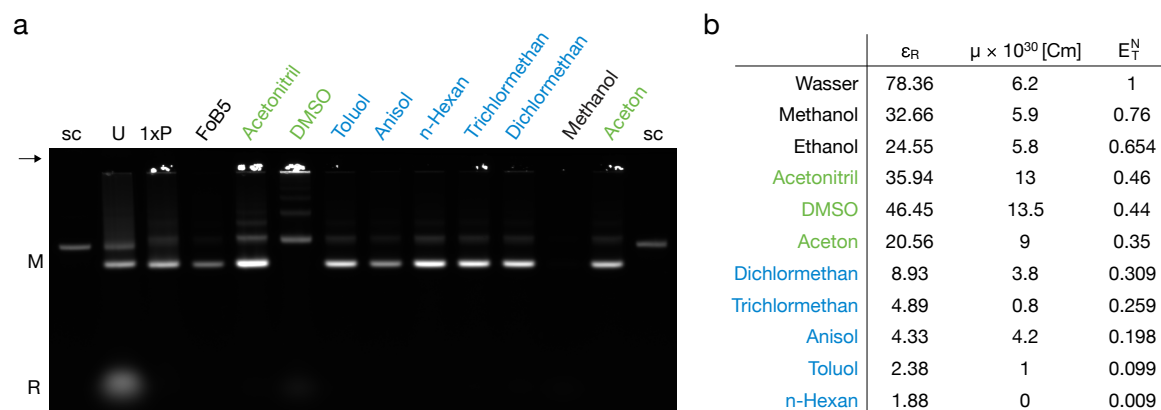 a
sc U 1xP FoB5 Acetonitril DMSO Toluol Anisol n-Hexan Trichlormethan Dichlormethan Methanol Aceton sc
→
M
R
b
εR μ × 10³⁰ [Cm] E_T^N
Wasser 78.36 6.2 1
Methanol 32.66 5.9 0.76
Ethanol 24.55 5.8 0.654
Acetonitril 35.94 13 0.46
DMSO 46.45 13.5 0.44
Aceton 20.56 9 0.35
Dichlormethan 8.93 3.8 0.309
Trichlormethan 4.89 0.8 0.259
Anisol 4.33 4.2 0.198
Toluol 2.38 1 0.099
n-Hexan 1.88 0 0.009